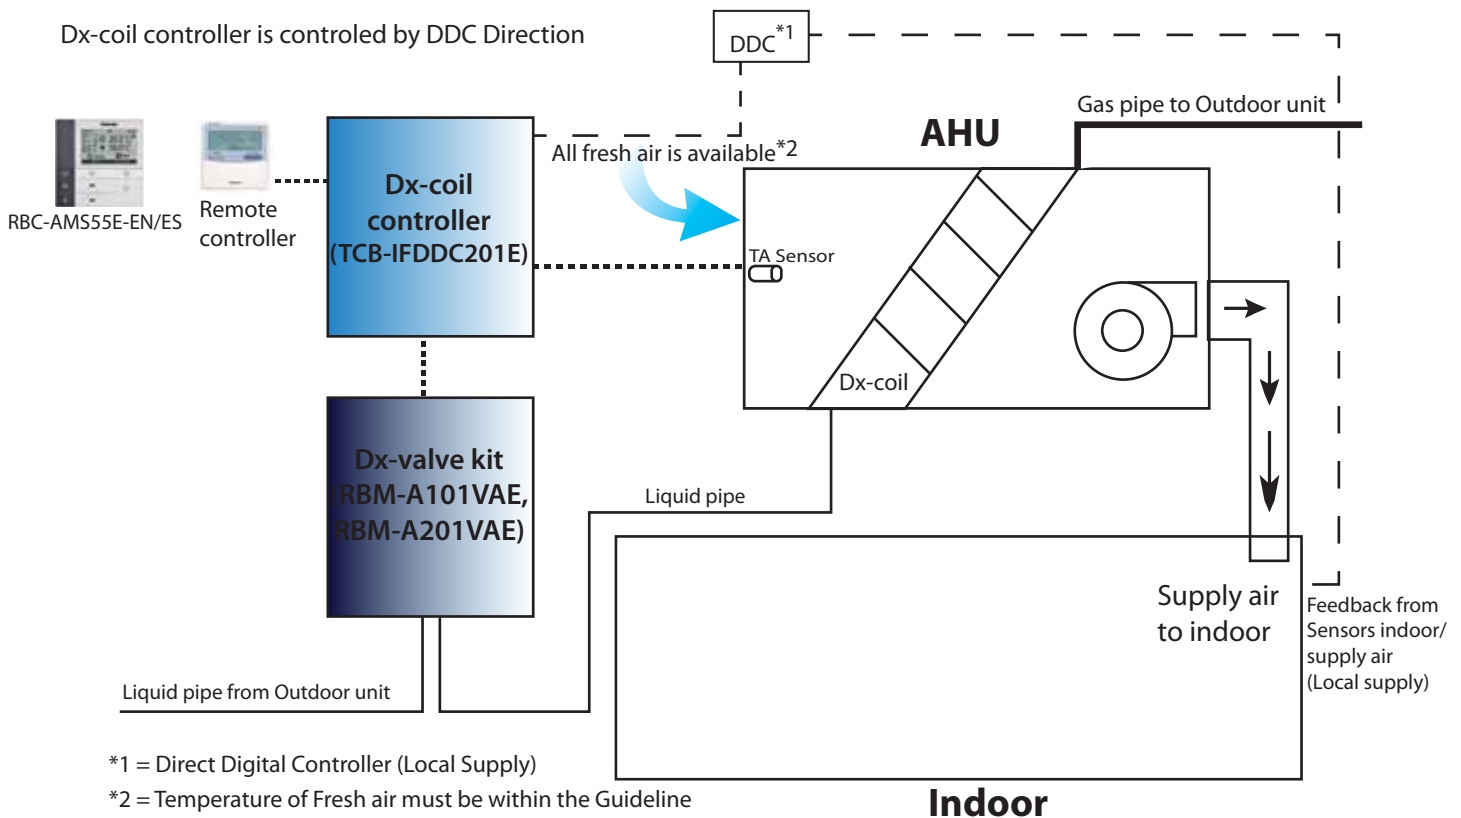 Dx-coil controller is controled by DDC Direction
DDC*1
Gas pipe to Outdoor unit
AHU
All fresh air is available*2
RBC-AMS55E-EN/ES
Remote
controller
Dx-coil
controller
(TCB-IFDDC201E)
TA Sensor
Dx-coil
Dx-valve kit
(RBM-A101VAE,
RBM-A201VAE)
Liquid pipe
Supply air
to indoor
Feedback from
Sensors indoor/
supply air
(Local supply)
Liquid pipe from Outdoor unit
*1 = Direct Digital Controller (Local Supply)
*2 = Temperature of Fresh air must be within the Guideline
Indoor